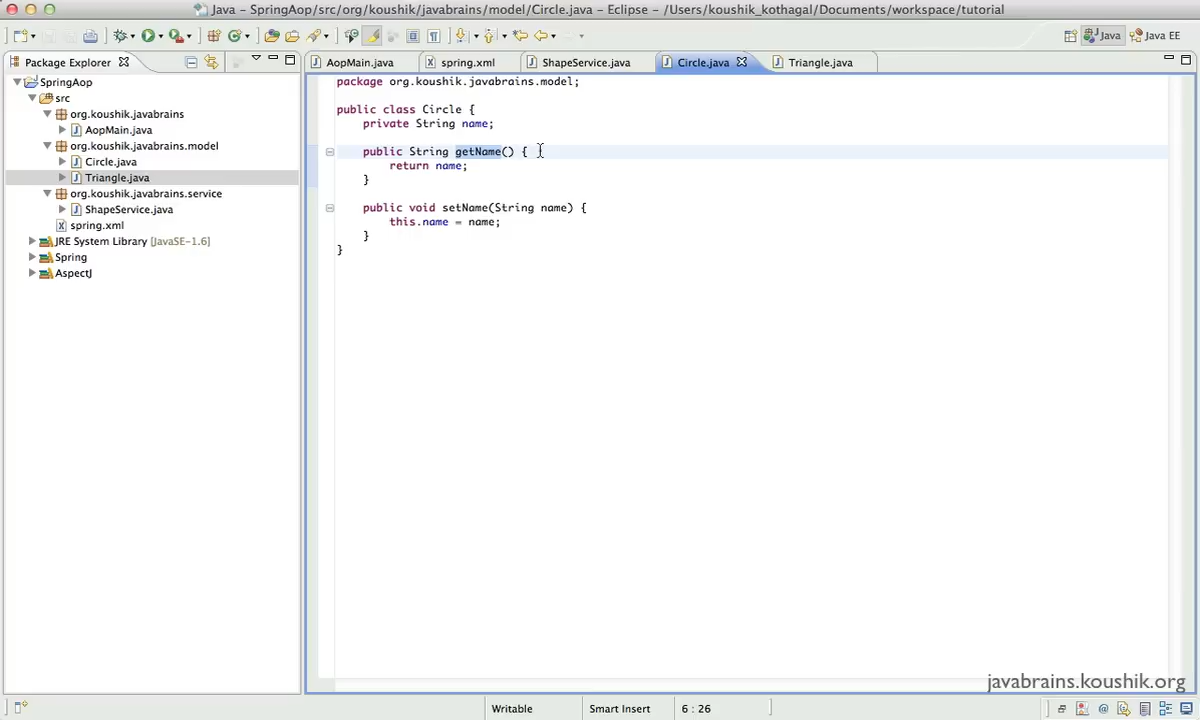 Java – SpringAop/src/org/koushik/javabrains/model/Circle.java – Eclipse – /Users/koushik_kothagal/Documents/workspace/tutorial
Java Java EE
Package Explorer
AopMain.java spring.xml ShapeService.java Circle.java Triangle.java
SpringAop
src
org.koushik.javabrains
AopMain.java
org.koushik.javabrains.model
Circle.java
Triangle.java
org.koushik.javabrains.service
ShapeService.java
spring.xml
JRE System Library [JavaSE-1.6]
Spring
AspectJ
package org.koushik.javabrains.model;
public class Circle {
private String name;
public String getName() {
return name;
}
public void setName(String name) {
this.name = name;
}
}
javabrains.koushik.org
Writable Smart Insert 6 : 26